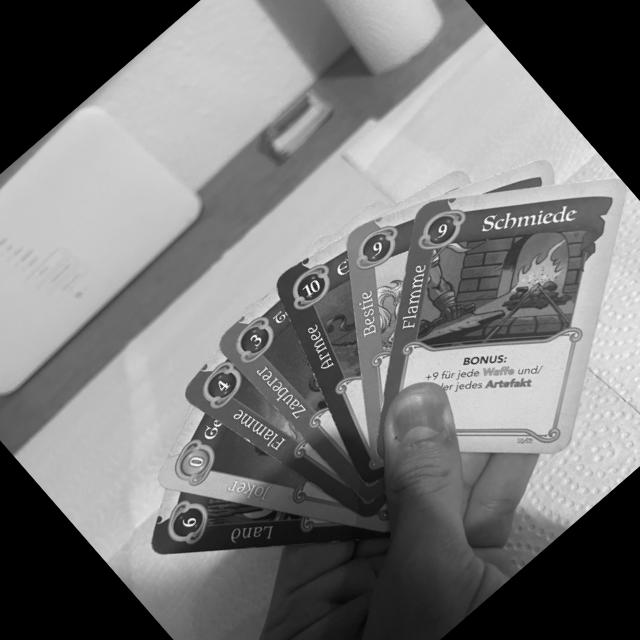 9
Schmiede
Flamme
BONUS:
+9 für jede Waffe und/
jedes Artefakt
9
Bestie
10
Armee
3
Zauberer
4
Flamme
0
Joker
6
Land